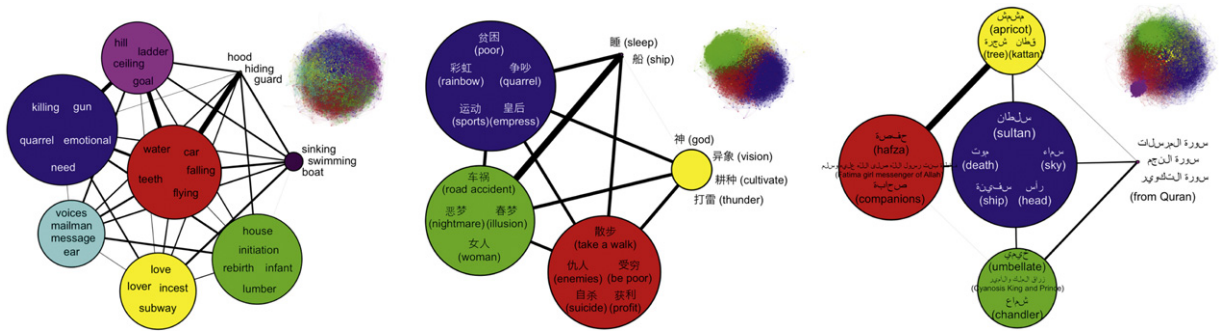 hill
ladder
ceiling
goal
hood
hiding
guard
killing gun
quarrel emotional
need
water car
falling
teeth
flying
sinking
swimming
boat
voices
mailman
message
ear
house
initiation
rebirth infant
lumber
love
lover incest
subway
贫困
(poor)
彩虹 争吵
(rainbow) (quarrel)
运动 皇后
(sports) (empress)
睡 (sleep)
船 (ship)
神 (god)
异象 (vision)
耕种 (cultivate)
打雷 (thunder)
车祸
(road accident)
恶梦 春梦
(nightmare) (illusion)
女人
(woman)
散步
(take a walk)
仇人 受穷
(enemies) (be poor)
自杀 获利
(suicide) (profit)
مشمش
(apricot)
شجرة قطان
(tree) (kattan)
حفصة
(hafza)
(Fatima girl messenger of Allah)
صحابة
(companions)
سلطان
(sultan)
موت سماء
(death) (sky)
سفينة رأس
(ship) (head)
سورة المرسلات
سورة النجم
سورة التكوير
(from Quran)
(umbellate)
(Cyanosis King and Prince)
شماع
(chandler)